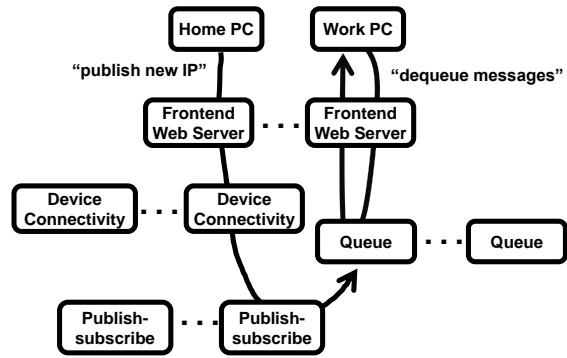 Home PC
Work PC
“publish new IP”
“dequeue messages”
Frontend
Web Server
. . .
Frontend
Web Server
Device
Connectivity
. . .
Device
Connectivity
Queue
. . .
Queue
Publish-
subscribe
. . .
Publish-
subscribe